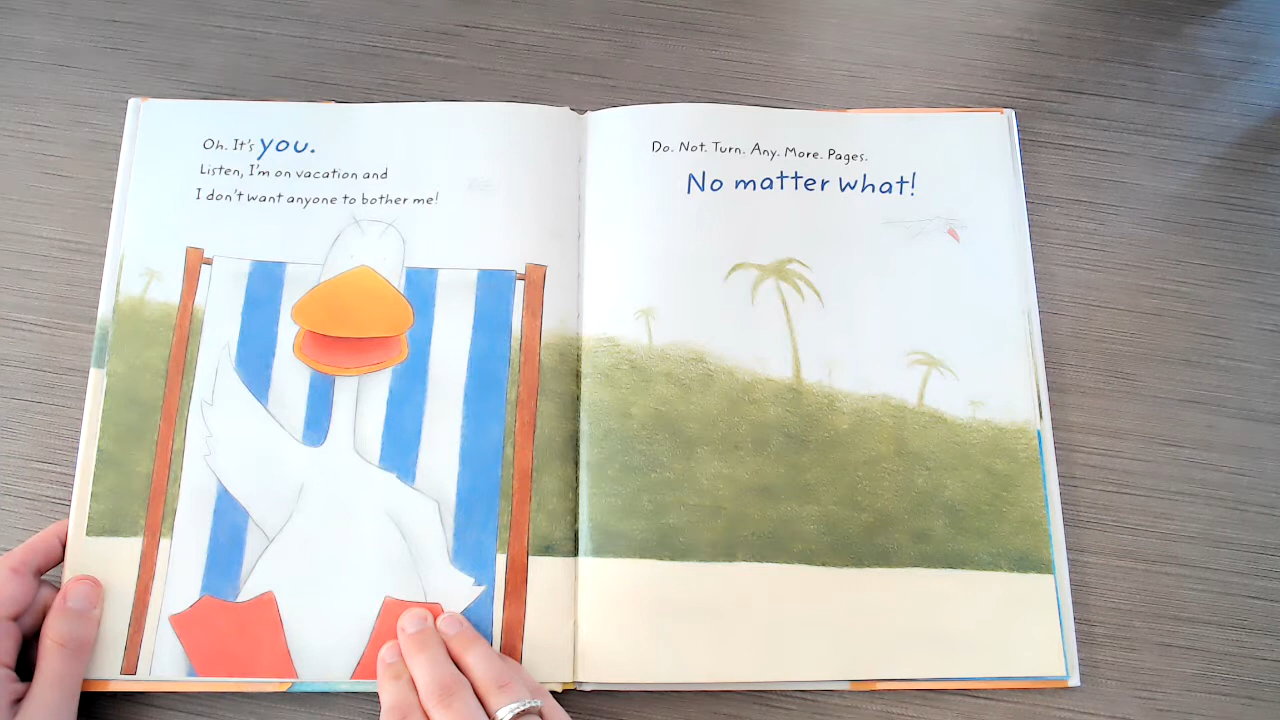 Oh. It's you.
Listen, I'm on vacation and
I don't want anyone to bother me!
Do. Not. Turn. Any. More. Pages.
No matter what!